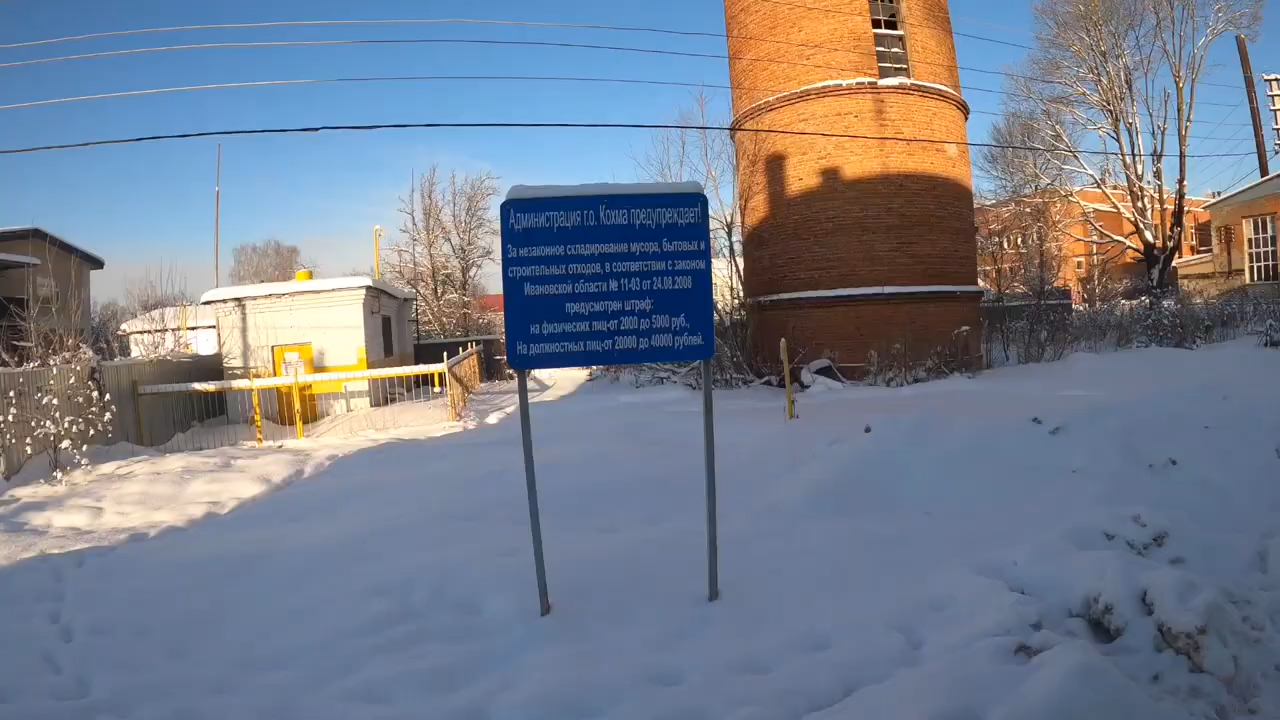 Администрация г.о. Кохма предупреждает!
За незаконное складирование мусора, бытовых и
строительных отходов, в соответствии с законом
Ивановской области № 11-03 от 24.08.2008
предусмотрен штраф:
на физических лиц-от 2000 до 5000 руб.,
На должностных лиц-от 20000 до 40000 рублей.